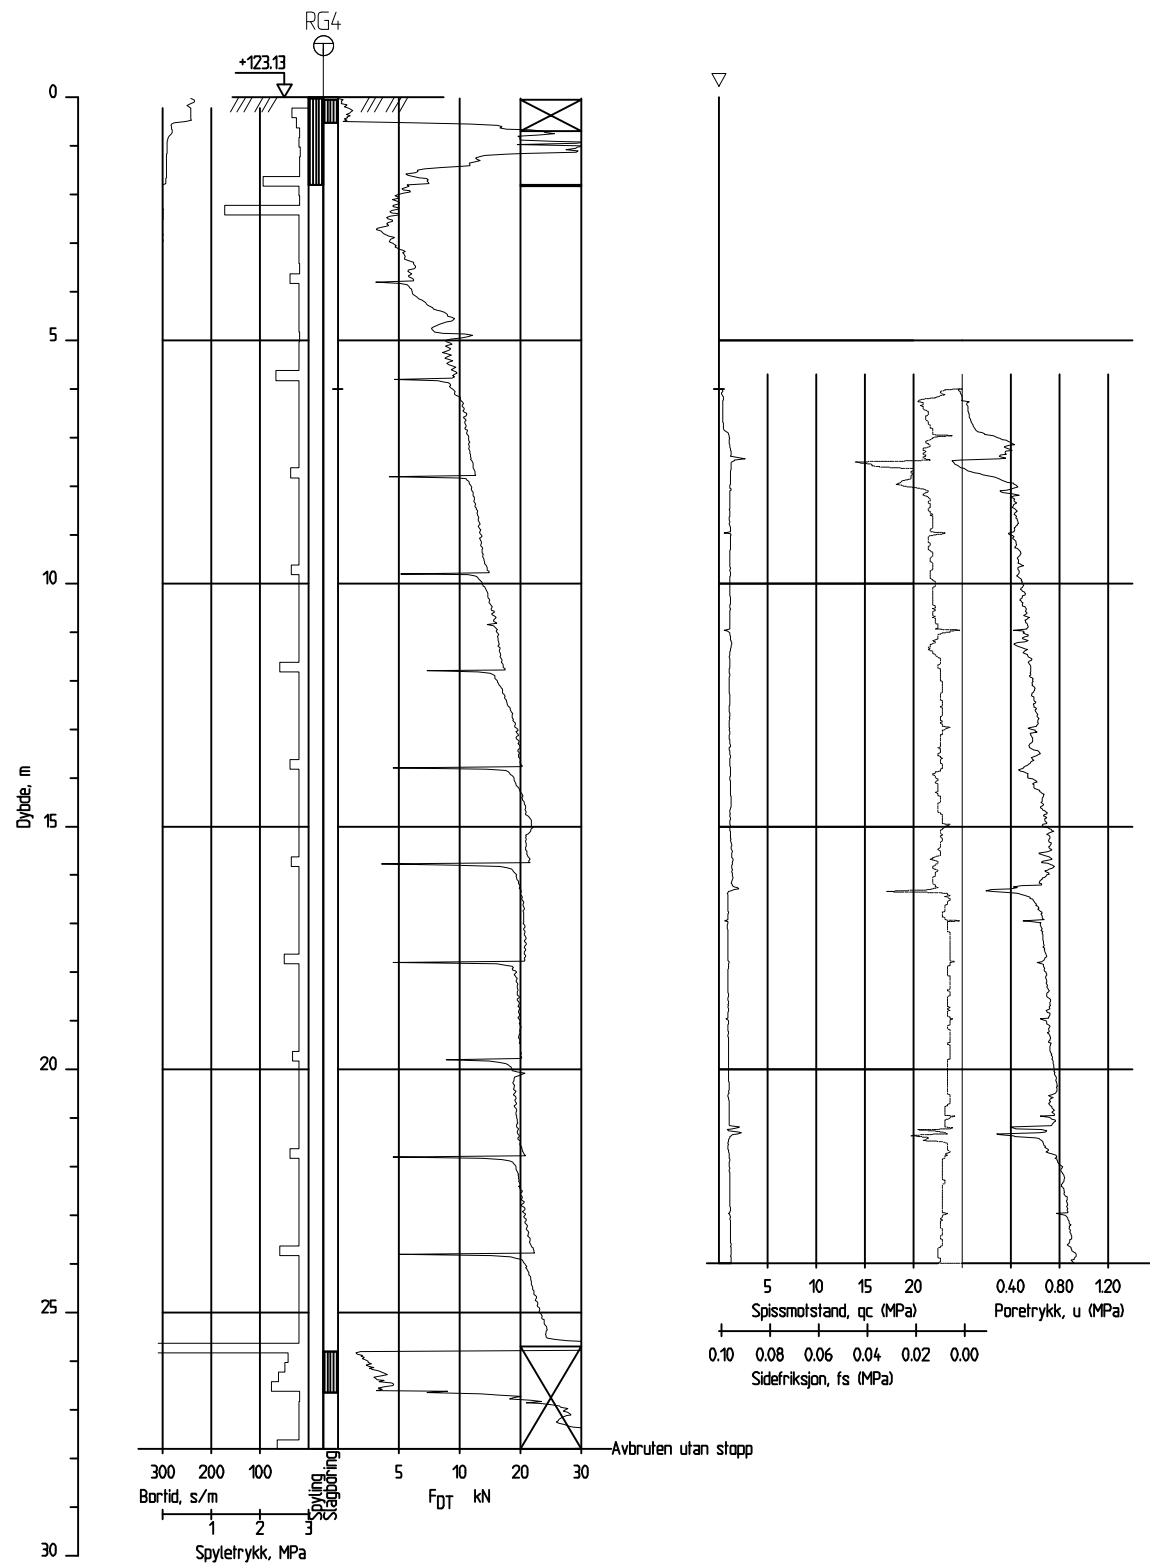 RG4
+123.13
0
5
10
15
20
25
30
Dybde, m
300 200 100
Bortid, s/m
1 2 3
Spyletrykk, MPa
Spyling
Slagboring
5 10 20 30
FDT kN
Avbruten utan stopp
5 10 15 20
Spissmotstand, qc (MPa)
0.40 0.80 1.20
Poretrykk, u (MPa)
0.10 0.08 0.06 0.04 0.02 0.00
Sidefriksjon, fs (MPa)